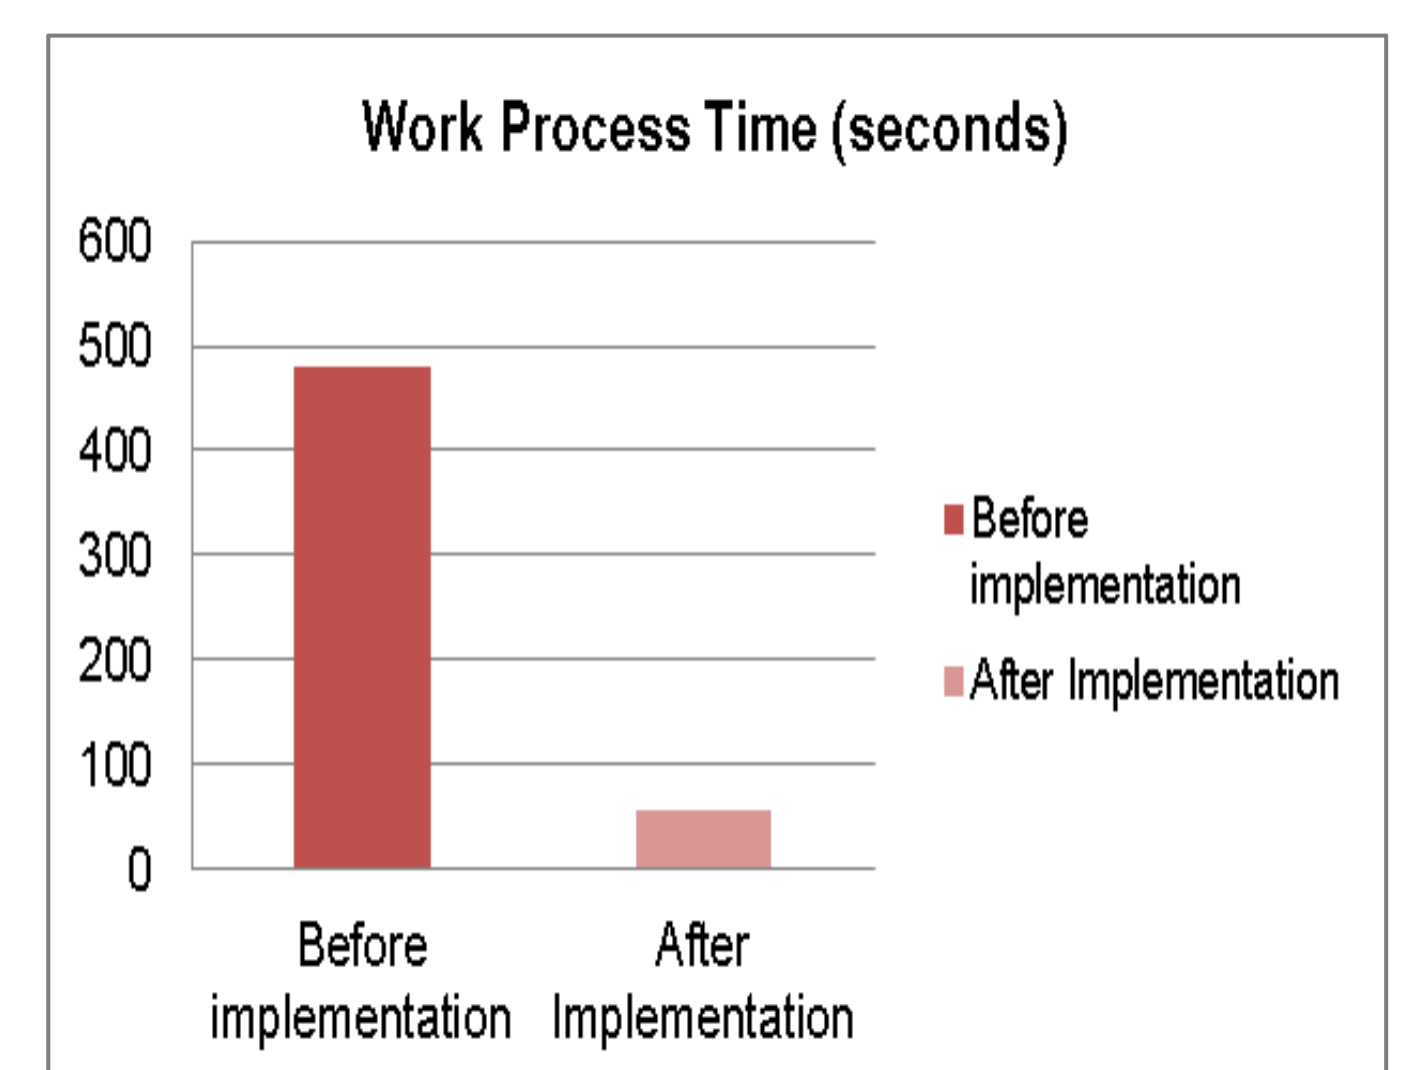 Work Process Time (seconds)
600
500
400
300
200
100
0
Before
implementation
After
Implementation
Before
implementation
After Implementation